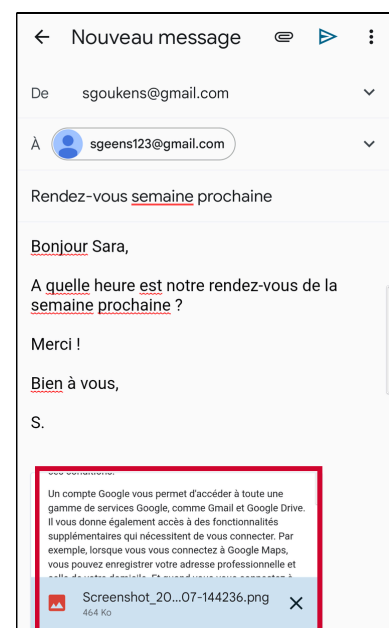 Nouveau message
De sgoukens@gmail.com
À sgeens123@gmail.com
Rendez-vous semaine prochaine
Bonjour Sara,
A quelle heure est notre rendez-vous de la
semaine prochaine ?
Merci !
Bien à vous,
S.
Un compte Google vous permet d'accéder à toute une
gamme de services Google, comme Gmail et Google Drive.
Il vous donne également accès à des fonctionnalités
supplémentaires qui nécessitent de vous connecter. Par
exemple, lorsque vous vous connectez à Google Maps,
vous pouvez enregistrer votre adresse professionnelle et
Screenshot_20...07-144236.png
464 Ko